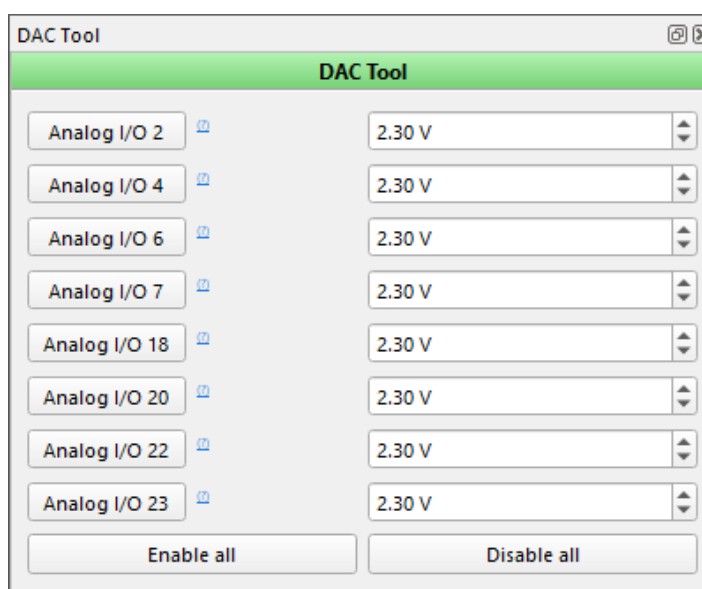 DAC Tool
DAC Tool
Analog I/O 2 (?) 2.30 V
Analog I/O 4 (?) 2.30 V
Analog I/O 6 (?) 2.30 V
Analog I/O 7 (?) 2.30 V
Analog I/O 18 (?) 2.30 V
Analog I/O 20 (?) 2.30 V
Analog I/O 22 (?) 2.30 V
Analog I/O 23 (?) 2.30 V
Enable all Disable all